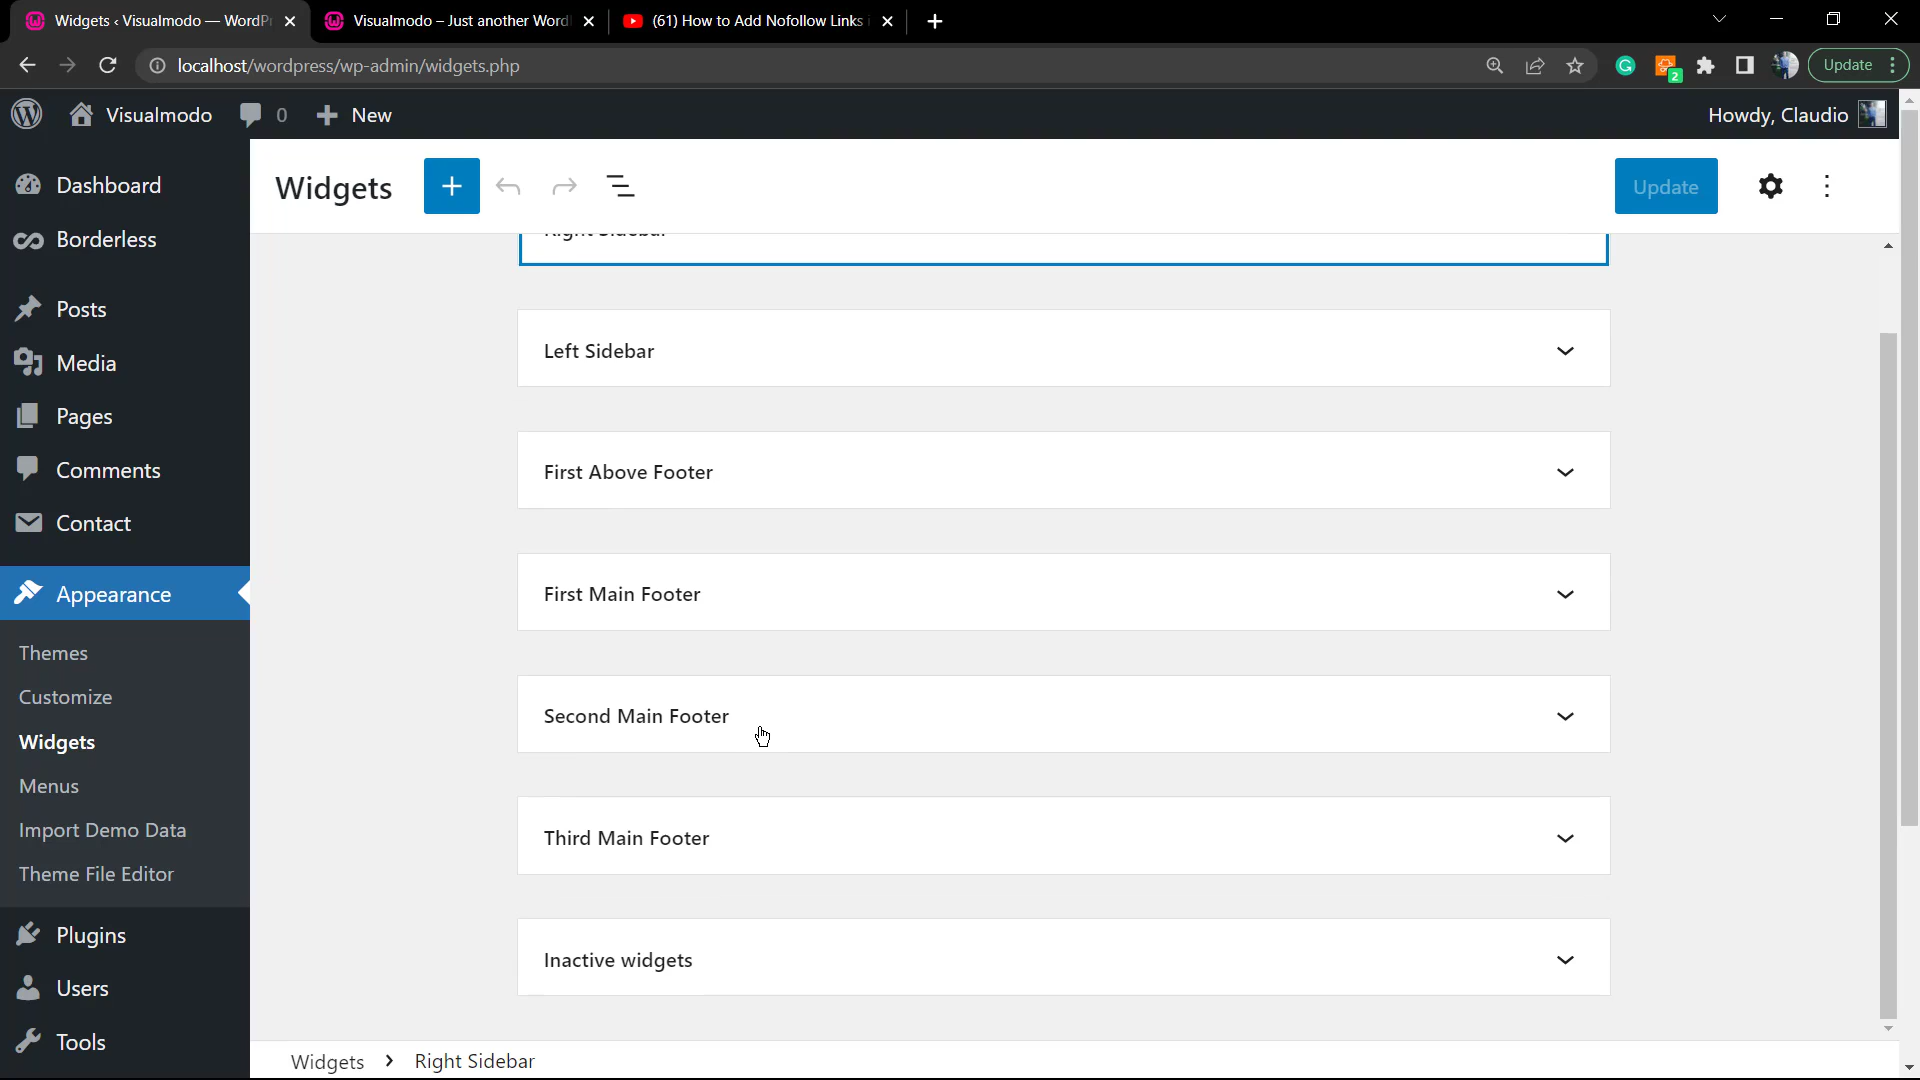 Widgets ‹ Visualmodo — WordP
Visualmodo – Just another Word
(61) How to Add Nofollow Links i
localhost/wordpress/wp-admin/widgets.php
2
Update
Visualmodo
0
New
Howdy, Claudio
Dashboard
Borderless
Posts
Media
Pages
Comments
Contact
Appearance
Themes
Customize
Widgets
Menus
Import Demo Data
Theme File Editor
Plugins
Users
Tools
Widgets
Update
Right Sidebar
Left Sidebar
First Above Footer
First Main Footer
Second Main Footer
Third Main Footer
Inactive widgets
Widgets › Right Sidebar